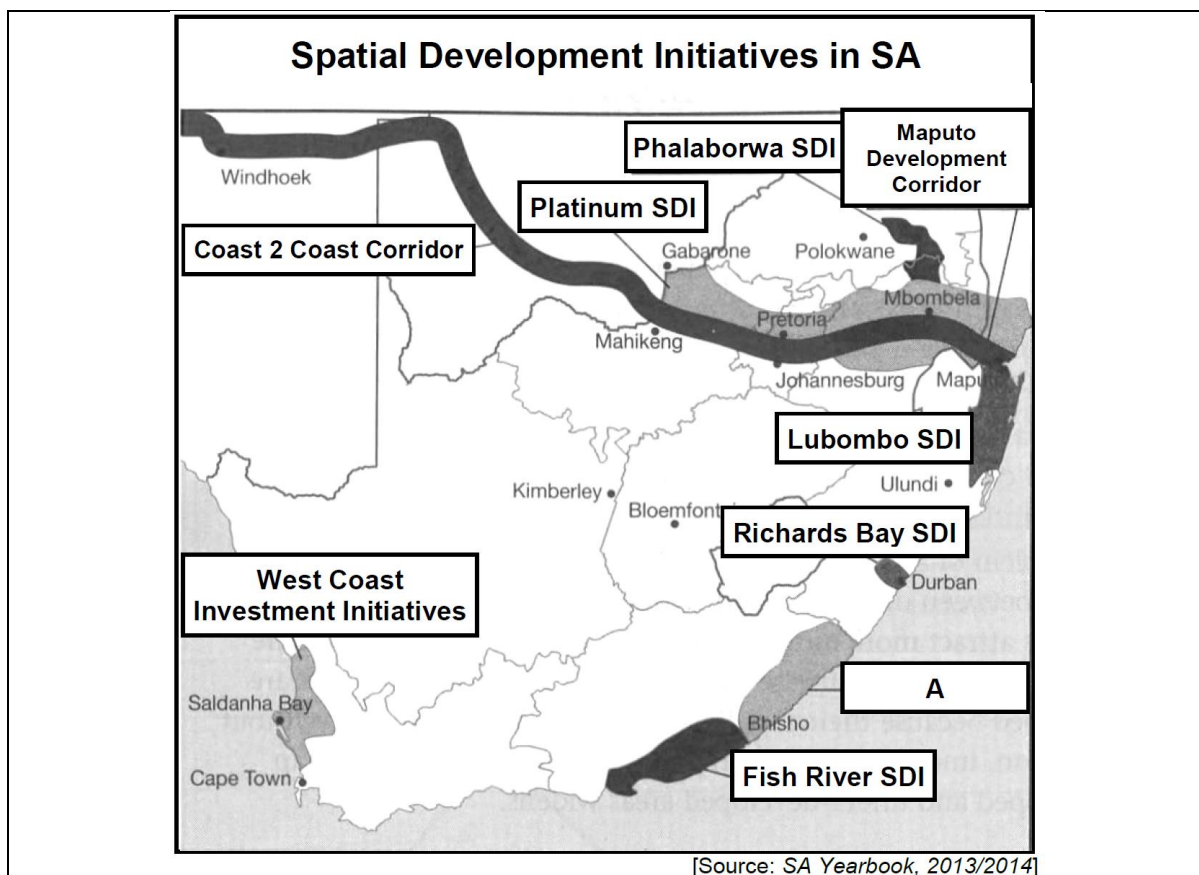 Spatial Development Initiatives in SA
Phalaborwa SDI
Maputo
Development
Corridor
Windhoek
Platinum SDI
Coast 2 Coast Corridor
Gabarone
Polokwane
Mbombela
Pretoria
Mahikeng
Johannesburg
Maputo
Lubombo SDI
Kimberley
Ulundi
Bloemfont
Richards Bay SDI
West Coast
Investment Initiatives
Durban
A
Saldanha Bay
Bhisho
Cape Town
Fish River SDI
[Source: SA Yearbook, 2013/2014]